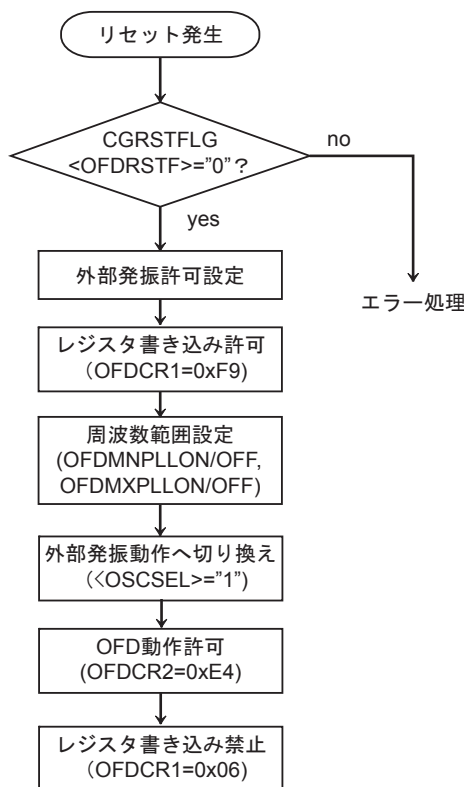 リセット発生
CGRSTFLG
<OFDRSTF>=”0”？
no
yes
外部発振許可設定
エラー処理
レジスタ書き込み許可
（OFDCR1=0xF9)
周波数範囲設定
(OFDMNPLLON/OFF,
OFDMXPLLON/OFF)
外部発振動作へ切り換え
（<OSCSEL>=”1”)
OFD動作許可
(OFDCR2=0xE4)
レジスタ書き込み禁止
（OFDCR1=0x06)